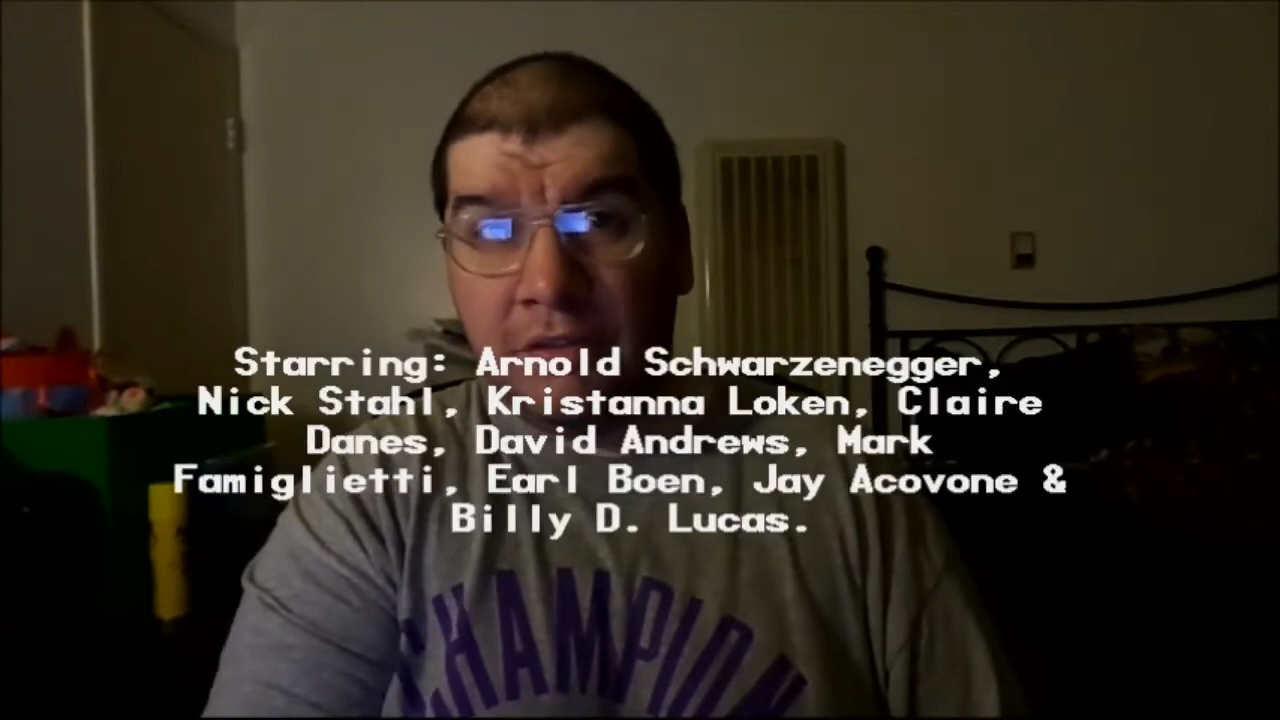 Starring: Arnold Schwarzenegger,
Nick Stahl, Kristanna Loken, Claire
Danes, David Andrews, Mark
Famiglietti, Earl Boen, Jay Acovone &
Billy D. Lucas.
CHAMPION